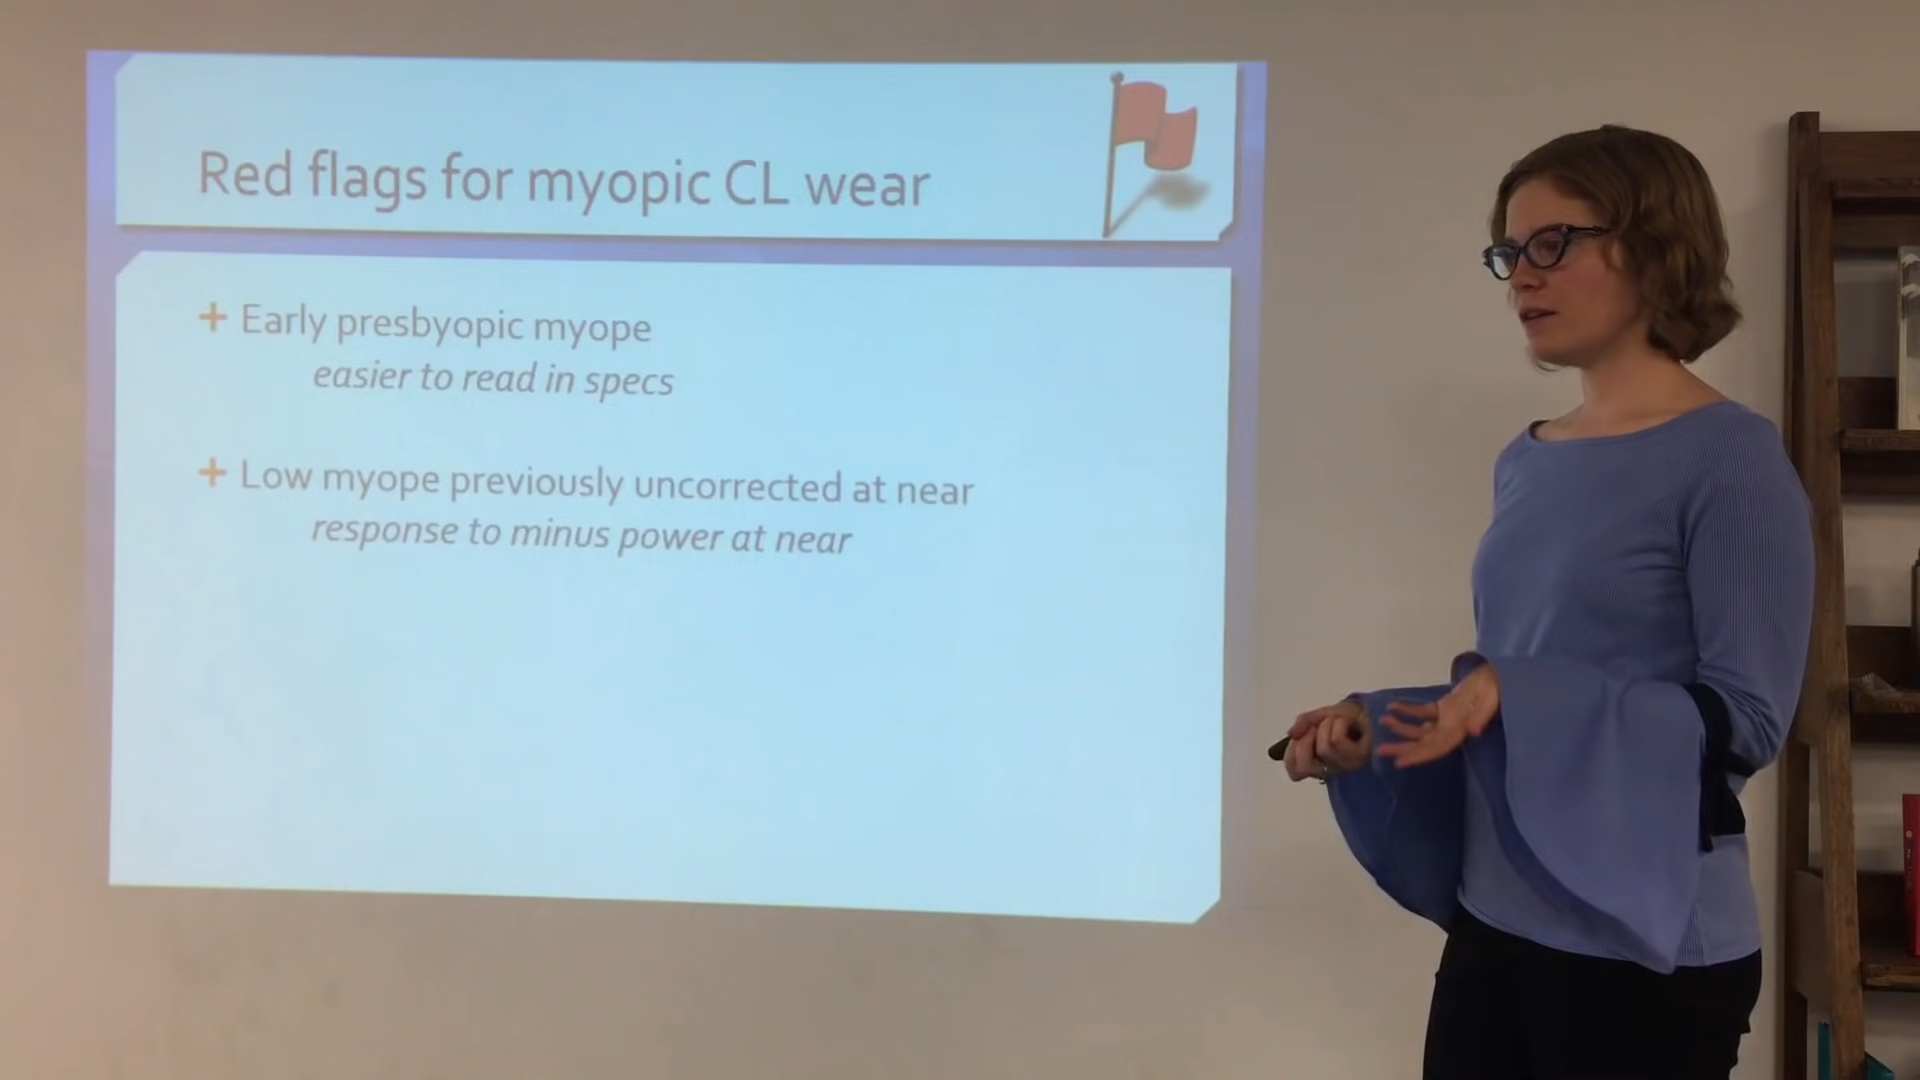 Red flags for myopic CL wear
+ Early presbyopic myope
easier to read in specs
+ Low myope previously uncorrected at near
response to minus power at near